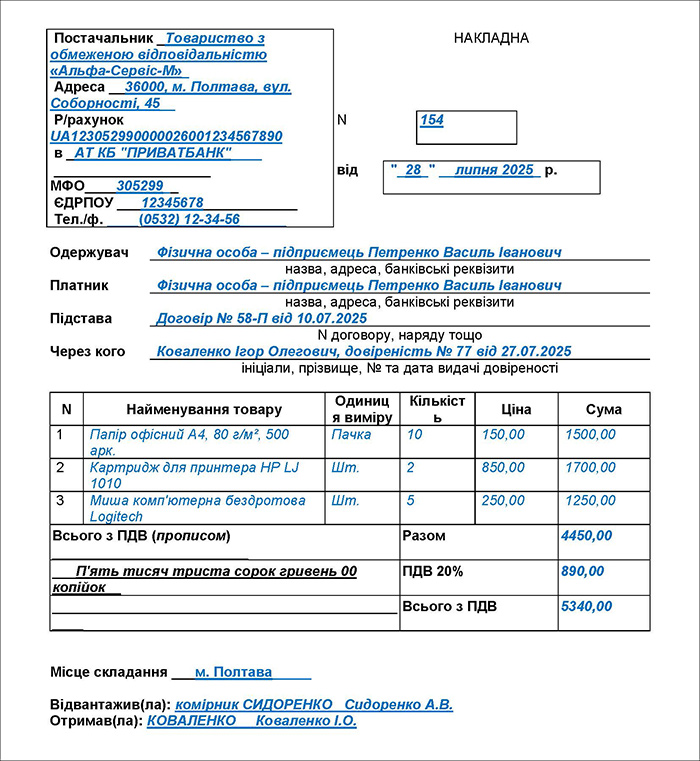 Постачальник Товариство з
обмеженою відповідальністю
«Альфа-Сервіс-М»
Адреса 36000, м. Полтава, вул.
Соборності, 45
Р/рахунок
UA123052990000026001234567890
в АТ КБ "ПРИВАТБАНК"
МФО 305299
ЄДРПОУ 12345678
Тел./ф. (0532) 12-34-56
НАКЛАДНА
N 154
від " 28 " липня 2025 р.
Одержувач Фізична особа – підприємець Петренко Василь Іванович
назва, адреса, банківські реквізити
Платник Фізична особа – підприємець Петренко Василь Іванович
назва, адреса, банківські реквізити
Підстава Договір № 58-П від 10.07.2025
N договору, наряду тощо
Через кого Коваленко Ігор Олегович, довіреність № 77 від 27.07.2025
ініціали, прізвище, № та дата видачі довіреності
N Найменування товару Одиниц Кількіст Ціна Сума
я виміру ь
1 Папір офісний А4, 80 г/м², 500 Пачка 10 150,00 1500,00
арк.
2 Картридж для принтера HP LJ Шт. 2 850,00 1700,00
1010
3 Миша комп'ютерна бездротова Шт. 5 250,00 1250,00
Logitech
Всього з ПДВ (прописом) Разом 4450,00
П'ять тисяч триста сорок гривень 00 ПДВ 20% 890,00
копійок
Всього з ПДВ 5340,00
Місце складання м. Полтава
Відвантажив(ла): комірник СИДОРЕНКО Сидоренко А.В.
Отримав(ла): КОВАЛЕНКО Коваленко І.О.